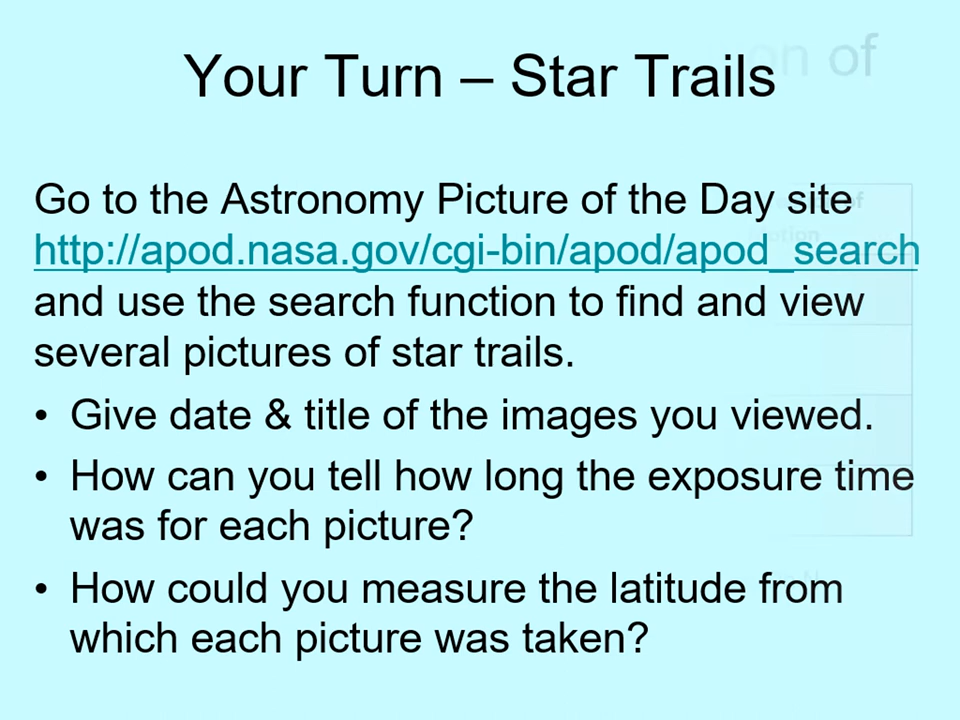 Your Turn – Star Trails
Go to the Astronomy Picture of the Day site
http://apod.nasa.gov/cgi-bin/apod/apod_search
and use the search function to find and view
several pictures of star trails.
• Give date & title of the images you viewed.
• How can you tell how long the exposure time
was for each picture?
• How could you measure the latitude from
which each picture was taken?